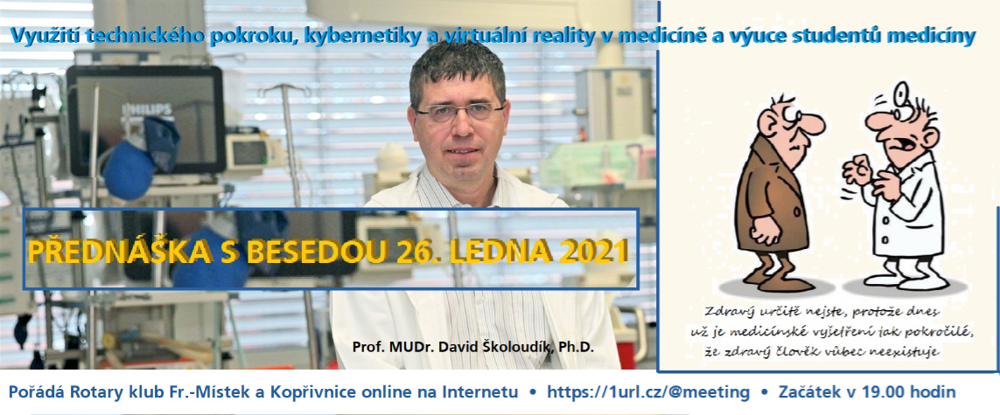 Využití technického pokroku, kybernetiky a virtuální reality v medicíně a výuce studentů medicíny
PHILIPS
PŘEDNÁŠKA S BESEDOU 26. LEDNA 2021
Prof. MUDr. David Školoudík, Ph.D.
Zdravý určitě nejste, protože dnes
už je medicínské vyšetření tak pokročilé,
že zdravý člověk vůbec neexistuje
Pořádá Rotary klub Fr.-Místek a Kopřivnice online na Internetu • https://1url.cz/@meeting • Začátek v 19.00 hodin